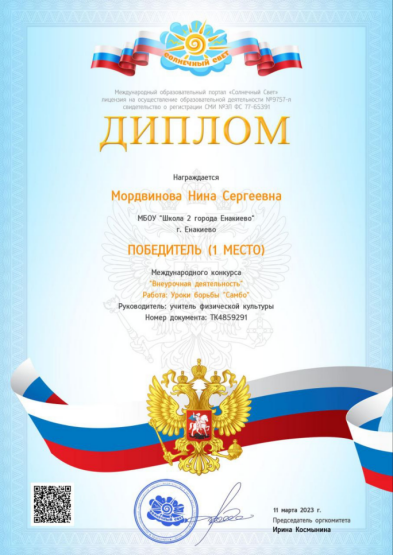 СОЛНЕЧНЫЙ СВЕТ
Международный образовательный портал «Солнечный Свет»
лицензия на осуществление образовательной деятельности №9757-л
свидетельство о регистрации СМИ №ЭЛ ФС 77-65391
ДИПЛОМ
Награждается
Мордвинова Нина Сергеевна
МБОУ "Школа 2 города Енакиево"
г. Енакиево
ПОБЕДИТЕЛЬ (1 МЕСТО)
Международного конкурса
"Внеурочная деятельность"
Работа: Уроки борьбы "Самбо"
Руководитель: учитель физической культуры
Номер документа: ТК4859291
11 марта 2023 г.
Председатель оргкомитета
Ирина Космынина